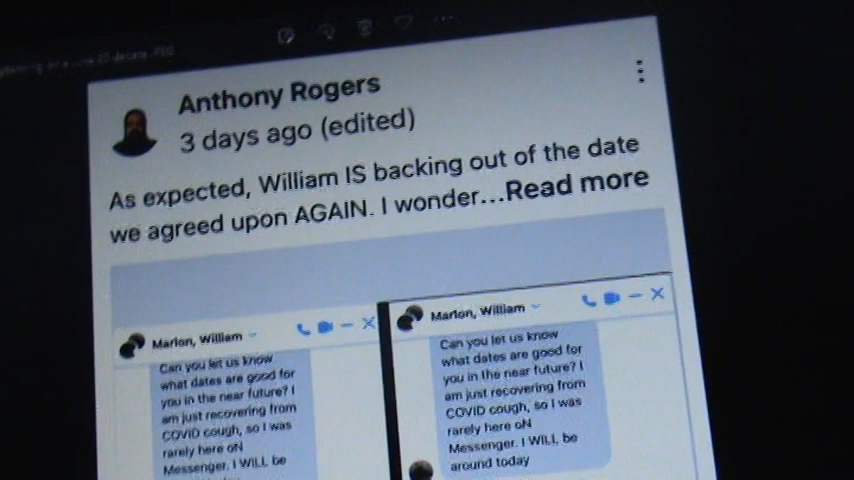 Anthony Rogers
3 days ago (edited)
As expected, William IS backing out of the date
we agreed upon AGAIN. I wonder...Read more
Marlon, William
Can you let us know
what dates are good for
you in the near future? I
am just recovering from
COVID cough, so I was
rarely here oN
Messenger. I WILL be
Marlon, William
Can you let us know
what dates are good for
you in the near future? I
am just recovering from
COVID cough, so I was
rarely here oN
Messenger. I WILL be
around today